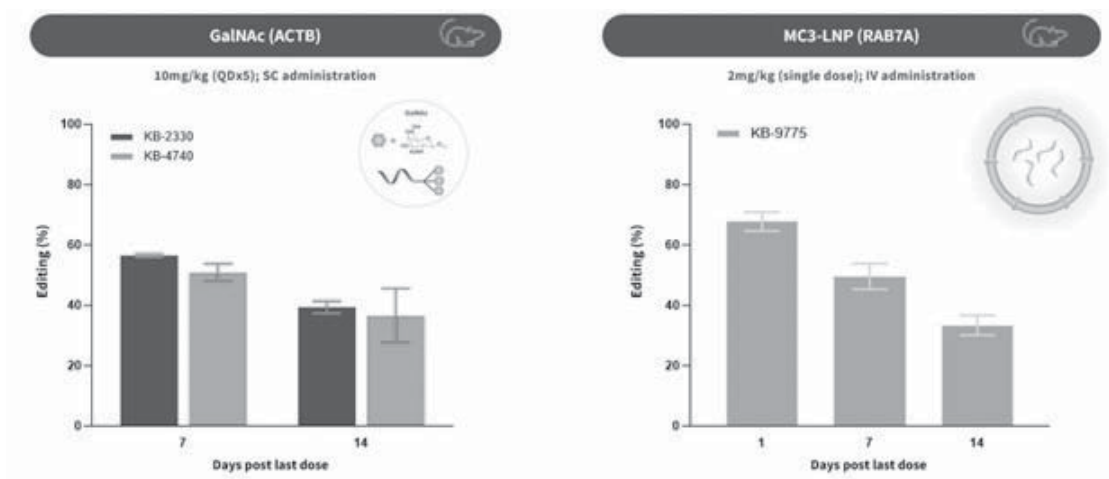 GalNAc (ACTB)
10mg/kg (QDx5); SC administration
100
80
60
40
20
0
Editing (%)
KB-2330
KB-4740
GalNAc
7
14
Days post last dose
MC3-LNP (RAB7A)
2mg/kg (single dose); IV administration
100
80
60
40
20
0
Editing (%)
KB-9775
1
7
14
Days post last dose